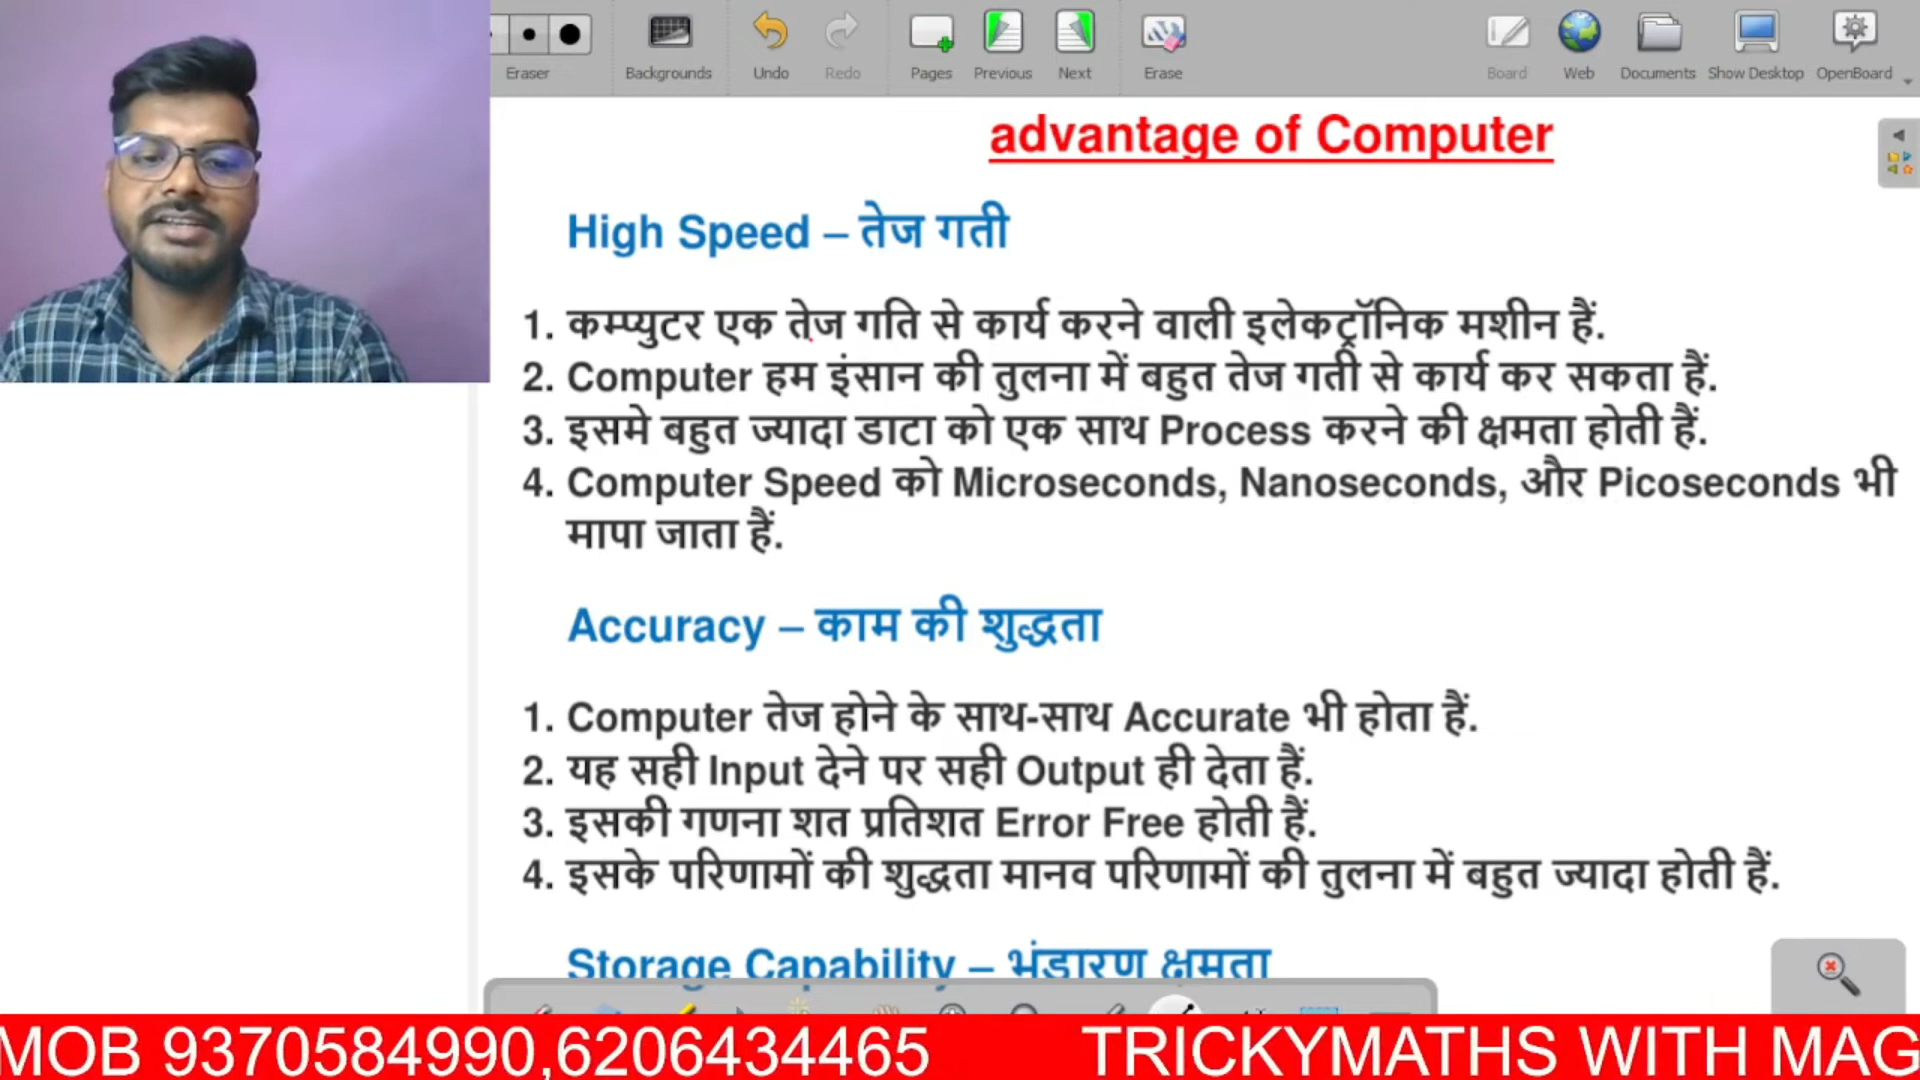 Eraser
Backgrounds
Undo
Redo
Pages
Previous
Next
Erase
Board
Web
Documents
Show Desktop
OpenBoard
advantage of Computer
High Speed – तेज गती
1. कम्प्युटर एक तेज गति से कार्य करने वाली इलेकट्रॉनिक मशीन हैं.
2. Computer हम इंसान की तुलना में बहुत तेज गती से कार्य कर सकता हैं.
3. इसमे बहुत ज्यादा डाटा को एक साथ Process करने की क्षमता होती हैं.
4. Computer Speed को Microseconds, Nanoseconds, और Picoseconds भी
मापा जाता हैं.
Accuracy – काम की शुद्धता
1. Computer तेज होने के साथ-साथ Accurate भी होता हैं.
2. यह सही Input देने पर सही Output ही देता हैं.
3. इसकी गणना शत प्रतिशत Error Free होती हैं.
4. इसके परिणामों की शुद्धता मानव परिणामों की तुलना में बहुत ज्यादा होती हैं.
Storage Capability – भंडारण क्षमता
MOB 9370584990,6206434465 TRICKYMATHS WITH MAG